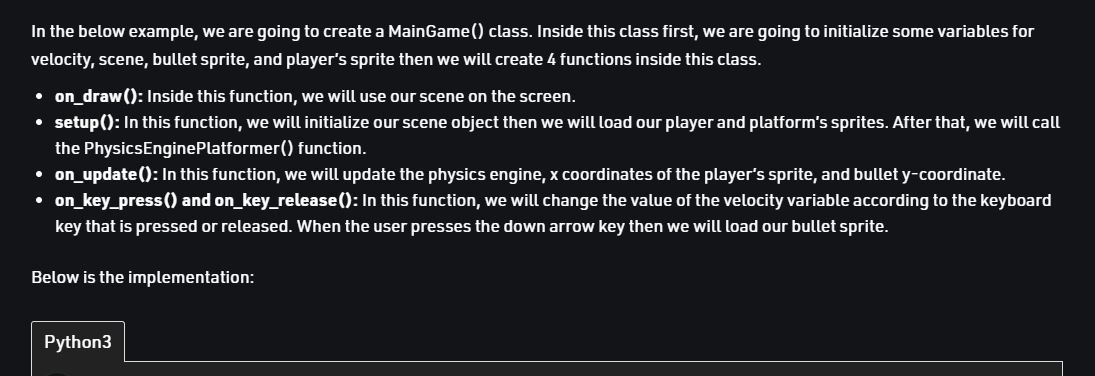 In the below example, we are going to create a MainGame() class. Inside this class first, we are going to initialize some variables for
velocity, scene, bullet sprite, and player's sprite then we will create 4 functions inside this class.
• on_draw(): Inside this function, we will use our scene on the screen.
• setup(): In this function, we will initialize our scene object then we will load our player and platform's sprites. After that, we will call
the PhysicsEnginePlatformer() function.
• on_update(): In this function, we will update the physics engine, x coordinates of the player's sprite, and bullet y-coordinate.
• on_key_press() and on_key_release(): In this function, we will change the value of the velocity variable according to the keyboard
key that is pressed or released. When the user presses the down arrow key then we will load our bullet sprite.
Below is the implementation:
Python3